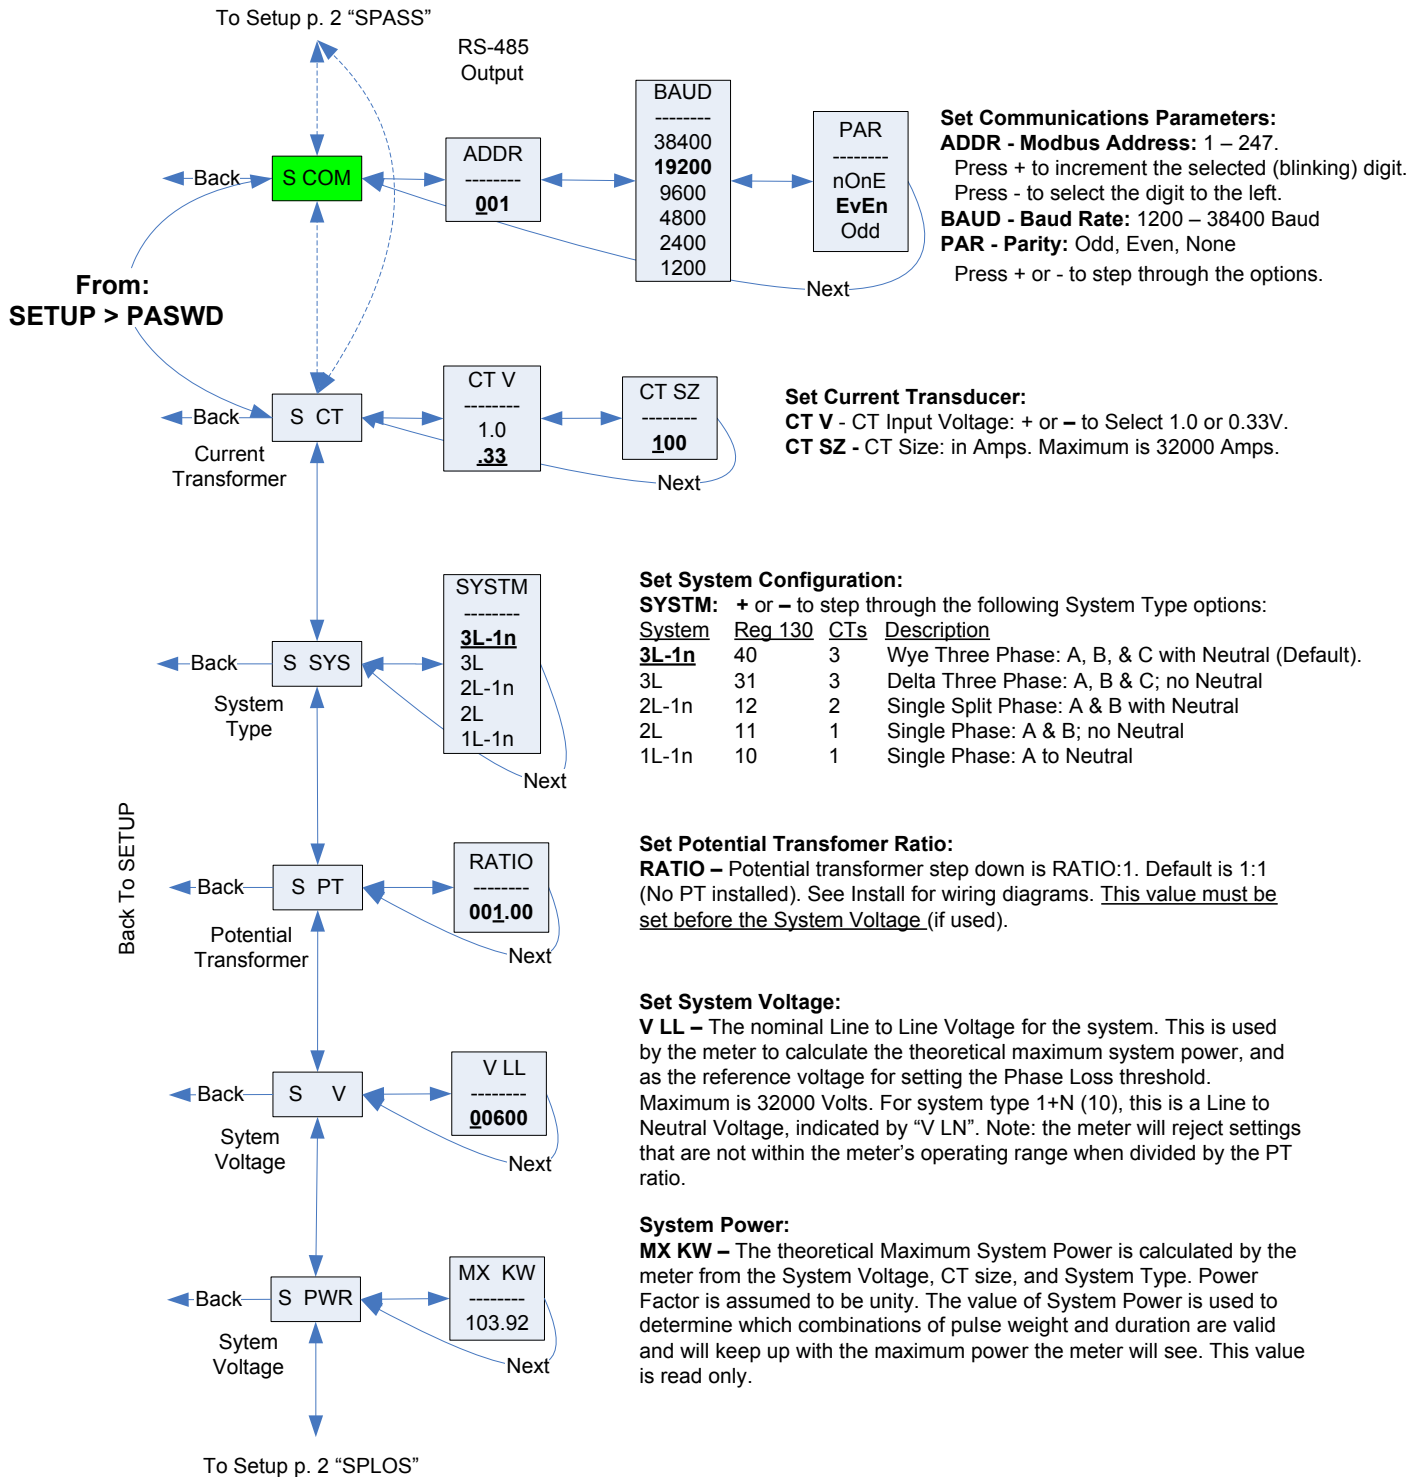 To Setup p. 2 “SPASS”
RS-485
Output
Back
S COM
ADDR
--------
001
BAUD
--------
38400
19200
9600
4800
2400
1200
PAR
--------
nOnE
EvEn
Odd
Next
Set Communications Parameters:
ADDR - Modbus Address: 1 – 247.
Press + to increment the selected (blinking) digit.
Press - to select the digit to the left.
BAUD - Baud Rate: 1200 – 38400 Baud
PAR - Parity: Odd, Even, None
Press + or - to step through the options.
From:
SETUP > PASWD
Back
S CT
Current
Transformer
CT V
--------
1.0
.33
CT SZ
--------
100
Next
Set Current Transducer:
CT V - CT Input Voltage: + or – to Select 1.0 or 0.33V.
CT SZ - CT Size: in Amps. Maximum is 32000 Amps.
Back
S SYS
System
Type
SYSTM
--------
3L-1n
3L
2L-1n
2L
1L-1n
Next
Set System Configuration:
SYSTM: + or – to step through the following System Type options:
System Reg 130 CTs Description
3L-1n 40 3 Wye Three Phase: A, B, & C with Neutral (Default).
3L 31 3 Delta Three Phase: A, B & C; no Neutral
2L-1n 12 2 Single Split Phase: A & B with Neutral
2L 11 1 Single Phase: A & B; no Neutral
1L-1n 10 1 Single Phase: A to Neutral
Back To SETUP
Back
S PT
Potential
Transformer
RATIO
--------
001.00
Next
Set Potential Transfomer Ratio:
RATIO – Potential transformer step down is RATIO:1. Default is 1:1
(No PT installed). See Install for wiring diagrams. This value must be
set before the System Voltage (if used).
Back
S V
Sytem
Voltage
V LL
--------
00600
Next
Set System Voltage:
V LL – The nominal Line to Line Voltage for the system. This is used
by the meter to calculate the theoretical maximum system power, and
as the reference voltage for setting the Phase Loss threshold.
Maximum is 32000 Volts. For system type 1+N (10), this is a Line to
Neutral Voltage, indicated by “V LN”. Note: the meter will reject settings
that are not within the meter’s operating range when divided by the PT
ratio.
Back
S PWR
Sytem
Voltage
MX KW
--------
103.92
Next
System Power:
MX KW – The theoretical Maximum System Power is calculated by the
meter from the System Voltage, CT size, and System Type. Power
Factor is assumed to be unity. The value of System Power is used to
determine which combinations of pulse weight and duration are valid
and will keep up with the maximum power the meter will see. This value
is read only.
To Setup p. 2 “SPLOS”